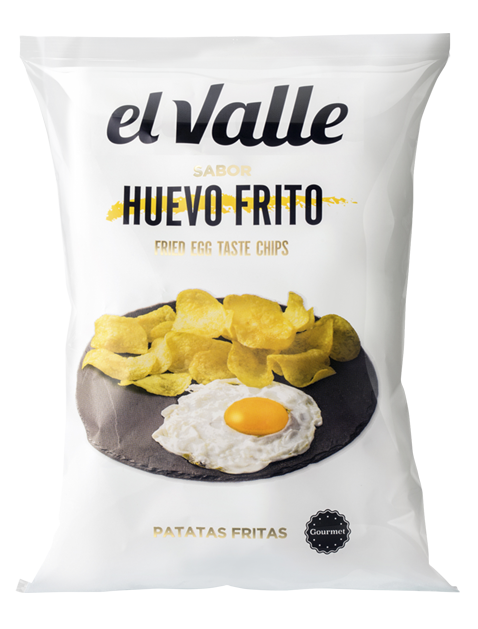 el Valle
SABOR
HUEVO FRITO
FRIED EGG TASTE CHIPS
PATATAS FRITAS
Gourmet